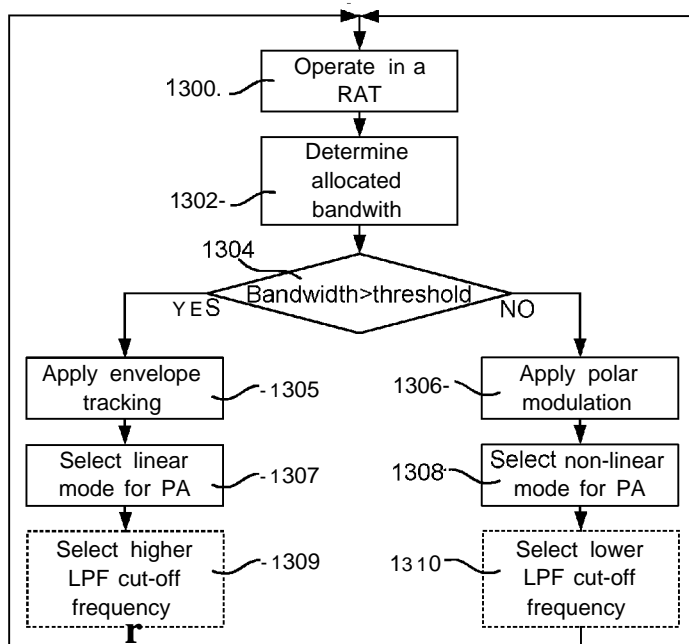 1300.
Operate in a
RAT
1302-
Determine
allocated
bandwith
1304
Bandwidth>threshold
YES
NO
Apply envelope
tracking
-1305
1306-
Apply polar
modulation
Select linear
mode for PA
-1307
1308-
Select non-linear
mode for PA
Select higher
LPF cut-off
frequency
-1309
1310
Select lower
LPF cut-off
frequency
r